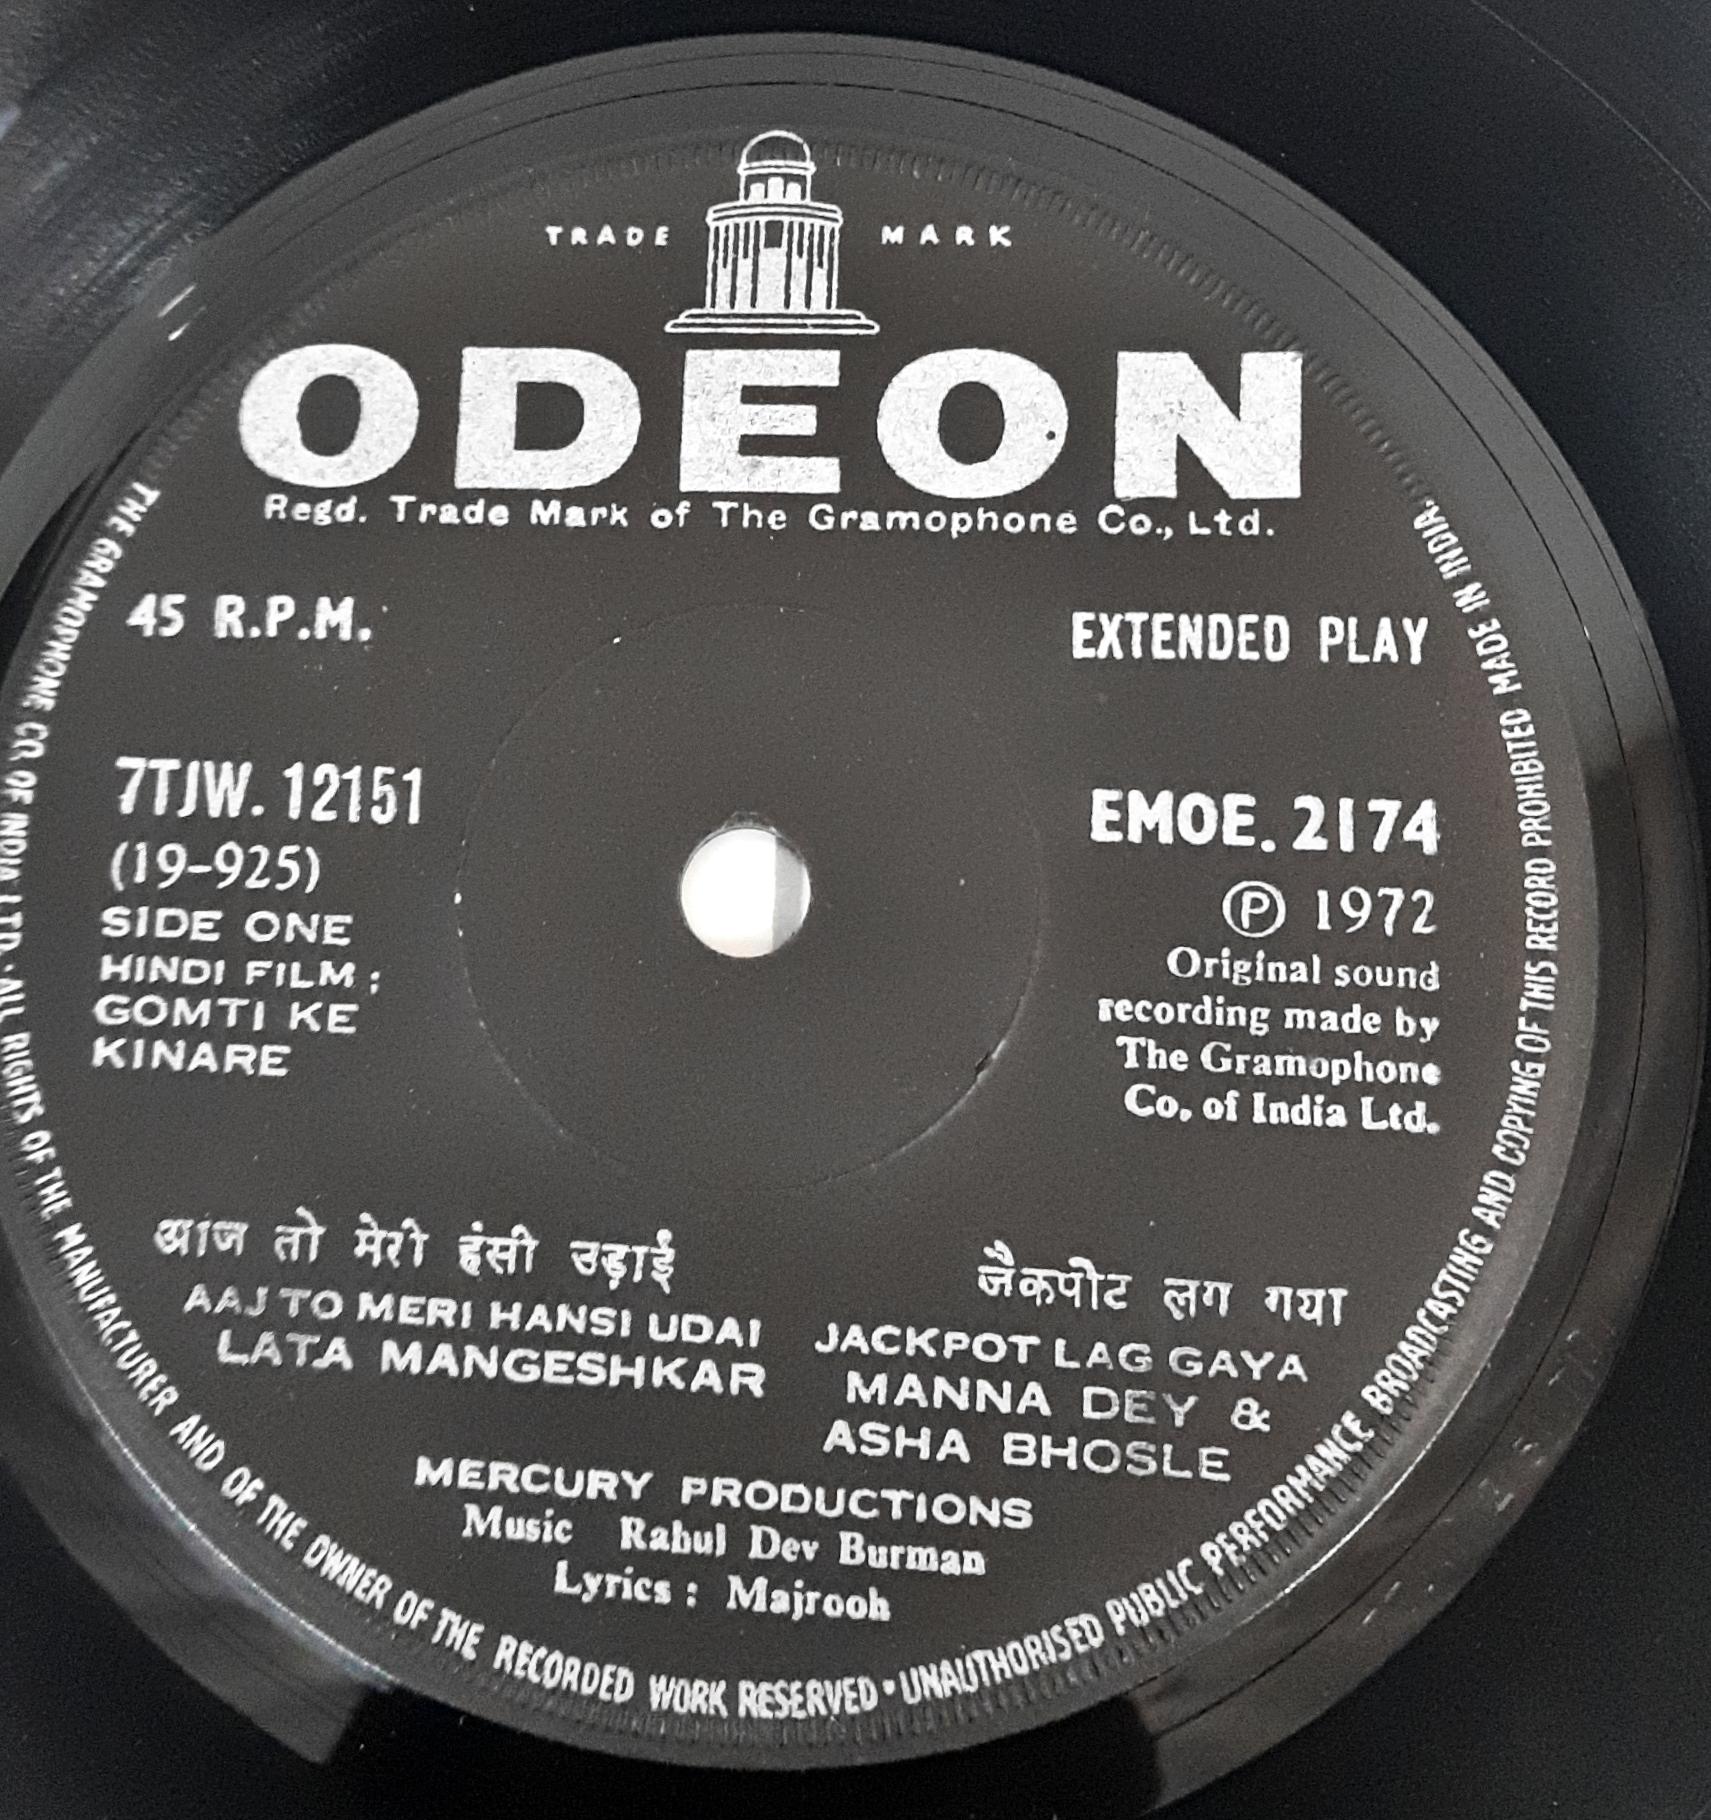 TRADE MARK
ODEON
Regd. Trade Mark of The Gramophone Co., Ltd.
45 R.P.M.
EXTENDED PLAY
7TJW. 12151
(19-925)
SIDE ONE
HINDI FILM :
GOMTI KE
KINARE
EMOE. 2174
Ⓟ 1972
Original sound
recording made by
The Gramophone
Co. of India Ltd.
आज तो मेरी हंसी उड़ाई
AAJ TO MERI HANSI UDAI
LATA MANGESHKAR
जैकपोट लग गया
JACKPOT LAG GAYA
MANNA DEY &
ASHA BHOSLE
MERCURY PRODUCTIONS
Music Rahul Dev Burman
Lyrics : Majrooh
THE GRAMOPHONE CO. OF INDIA LTD. · ALL RIGHTS OF THE MANUFACTURER AND OF THE OWNER OF THE RECORDED WORK RESERVED · UNAUTHORISED PUBLIC PERFORMANCE BROADCASTING AND COPYING OF THIS RECORD PROHIBITED MADE IN INDIA.